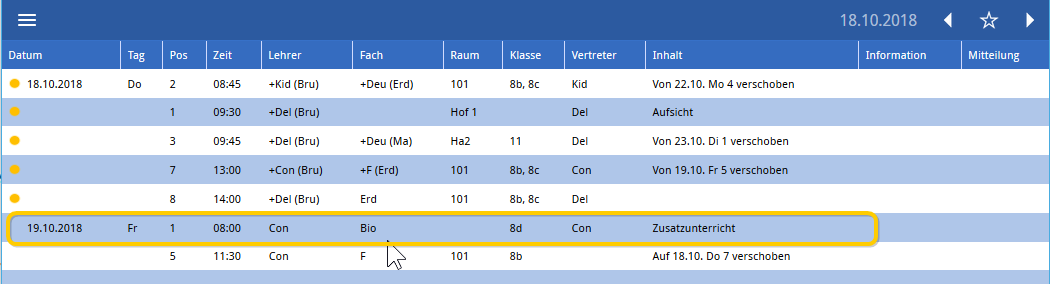 18.10.2018
Datum Tag Pos Zeit Lehrer Fach Raum Klasse Vertreter Inhalt Information Mitteilung
18.10.2018 Do 2 08:45 +Kid (Bru) +Deu (Erd) 101 8b, 8c Kid Von 22.10. Mo 4 verschoben
1 09:30 +Del (Bru) Hof 1 Del Aufsicht
3 09:45 +Del (Bru) +Deu (Ma) Ha2 11 Del Von 23.10. Di 1 verschoben
7 13:00 +Con (Bru) +F (Erd) 101 8b, 8c Con Von 19.10. Fr 5 verschoben
8 14:00 +Del (Bru) Erd 101 8b, 8c Del
19.10.2018 Fr 1 08:00 Con Bio 8d Con Zusatzunterricht
5 11:30 Con F 101 8b Auf 18.10. Do 7 verschoben